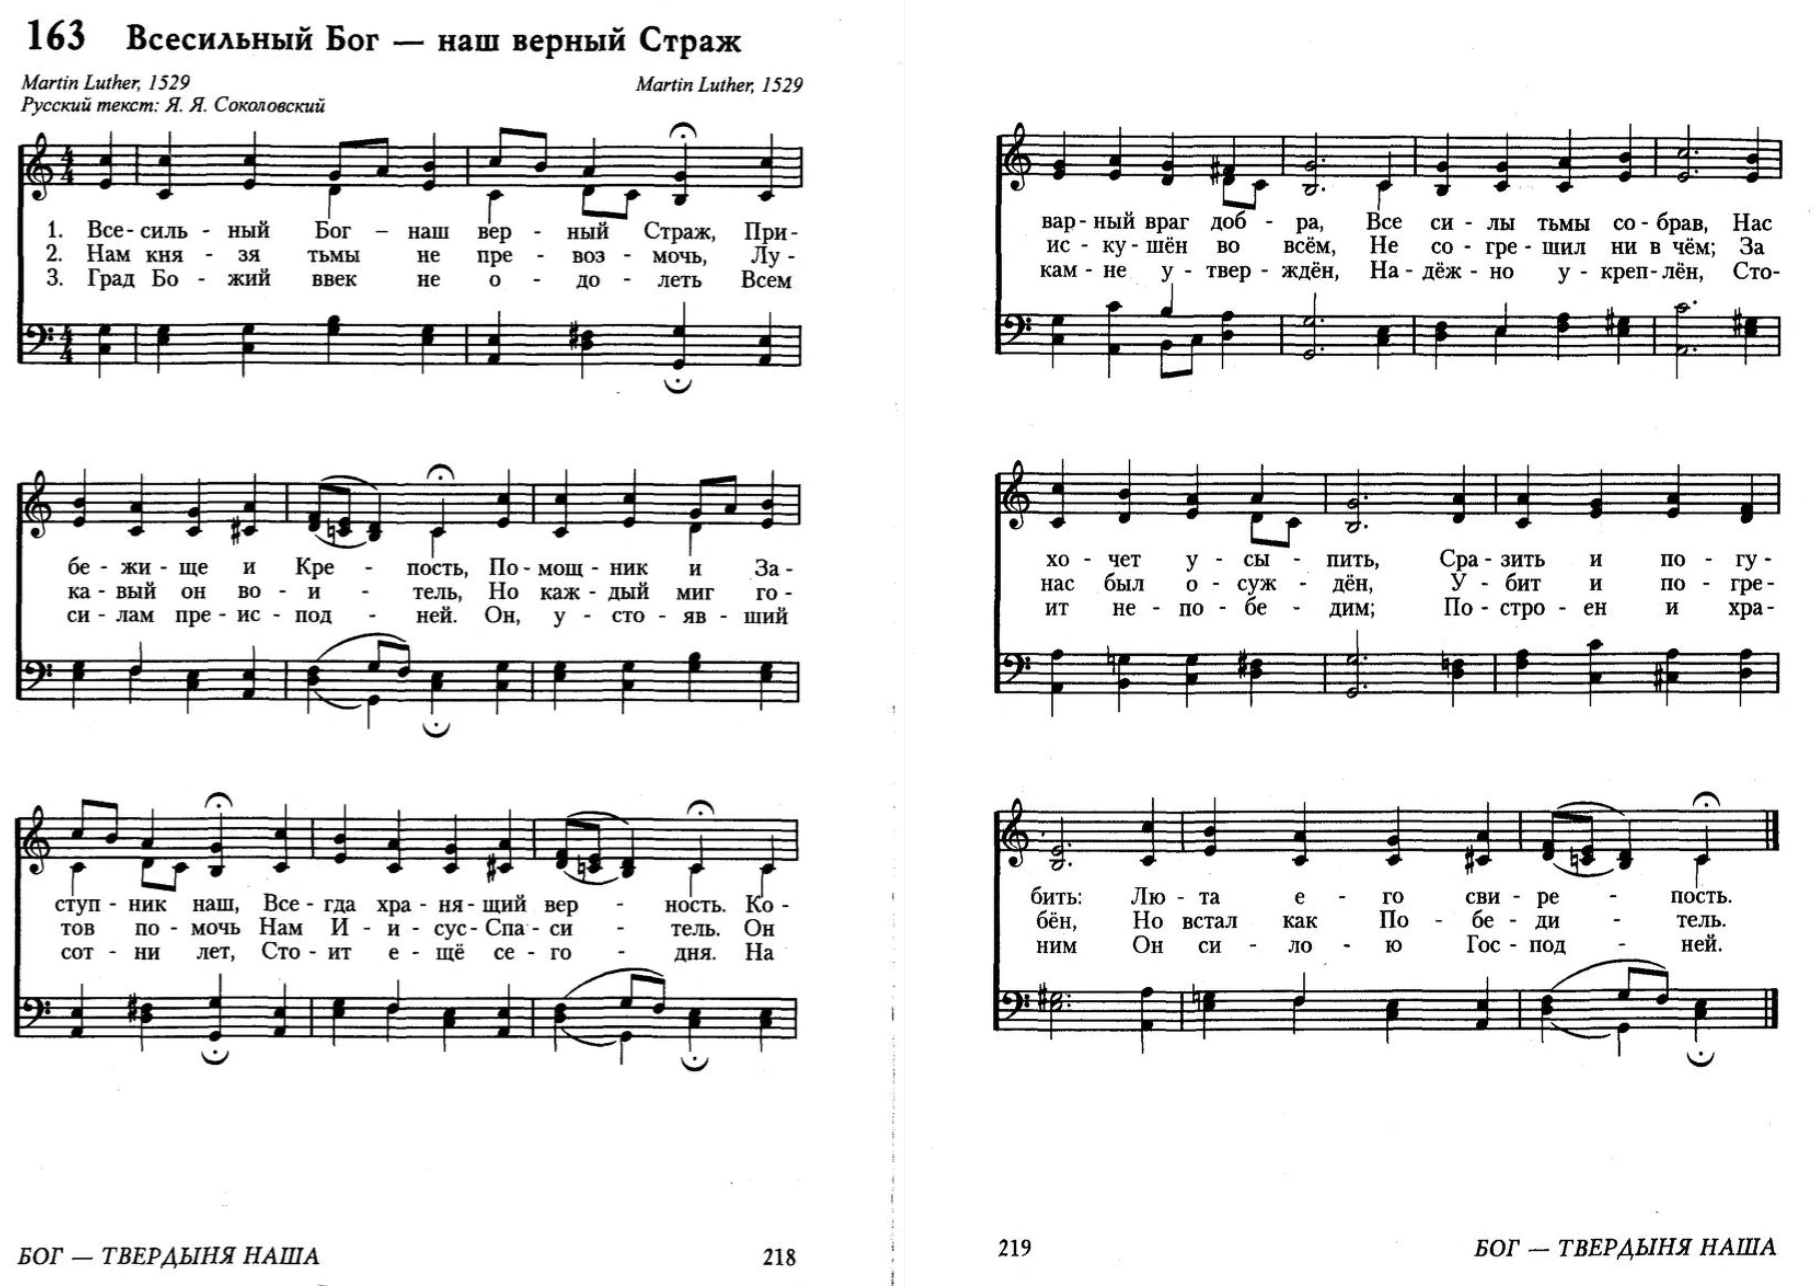 163 Всесильный Бог — наш верный Страж
Martin Luther, 1529
Martin Luther, 1529
Русский текст: Я. Я. Соколовский
1. Все- силь - ный Бог – наш вер - ный Страж, При-
2. Нам кня - зя тьмы не пре - воз - мочь, Лу -
3. Град Бо - жий ввек не о - до - леть Всем
бе - жи - ще и Кре - пость, По - мощ - ник и За -
ка - вый он во - и - тель, Но каж - дый миг го -
си - лам пре - ис - под - ней. Он, у - сто - яв - ший
ступ - ник наш, Все - гда хра - ня - щий вер - ность. Ко -
тов по - мочь Нам И - и - сус- Спа - си - тель. Он
сот - ни лет, Сто - ит е - щё се - го - дня. На
БОГ — ТВЕРДЫНЯ НАША 218
вар - ный враг доб - ра, Все си - лы тьмы со - брав, Нас
ис - ку - шён во всём, Не со - гре - шил ни в чём; За
кам - не у - твер - ждён, На - дёж - но у - креп - лён, Сто-
хо - чет у - сы - пить, Сра - зить и по - гу -
нас был о - суж - дён, У - бит и по - гре -
ит не - по - бе - дим; По - стро - ен и хра -
бить: Лю - та е - го сви - ре - пость.
бён, Но встал как По - бе - ди - тель.
ним Он си - ло - ю Гос - под - ней.
219 БОГ — ТВЕРДЫНЯ НАША